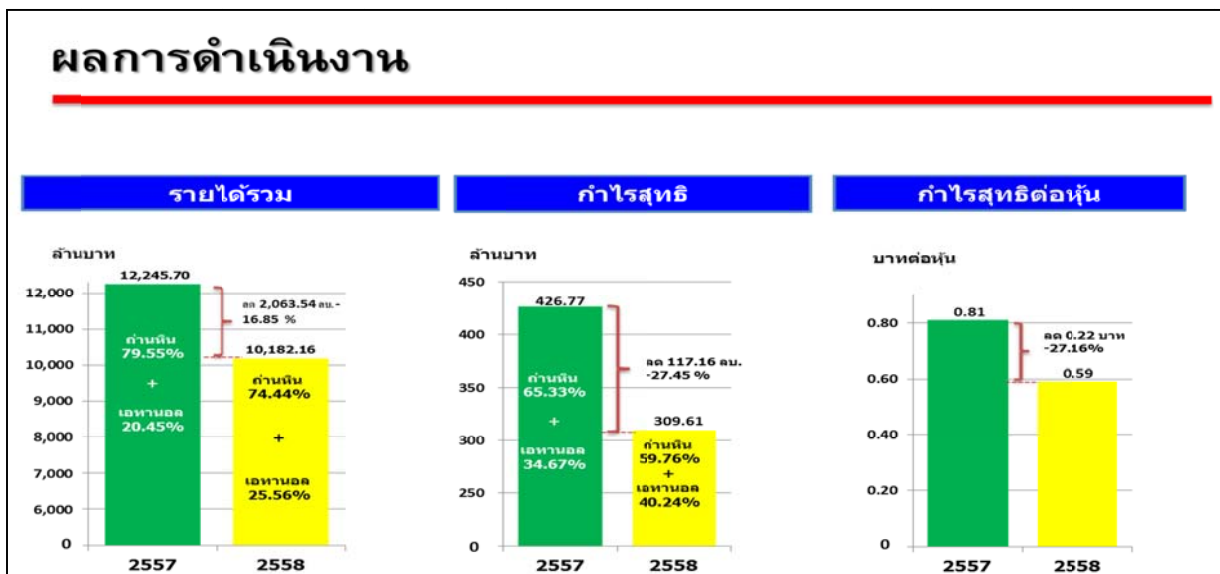 ผลการดำเนินงาน
รายได้รวม
ล้านบาท
12,245.70
12,000
11,000
10,000
9,000
8,000
7,000
6,000
0
ถ่านหิน
79.55%
+
เอทานอล
20.45%
ลด 2,063.54 ลบ.-
16.85 %
10,182.16
ถ่านหิน
74.44%
+
เอทานอล
25.56%
2557
2558
กำไรสุทธิ
ล้านบาท
450
400
350
300
250
0
426.77
ถ่านหิน
65.33%
+
เอทานอล
34.67%
ลด 117.16 ลบ.
-27.45 %
309.61
ถ่านหิน
59.76%
+
เอทานอล
40.24%
2557
2558
กำไรสุทธิต่อหุ้น
บาทต่อหุ้น
0.80
0.60
0.40
0.20
0
0.81
ลด 0.22 บาท
-27.16%
0.59
2557
2558